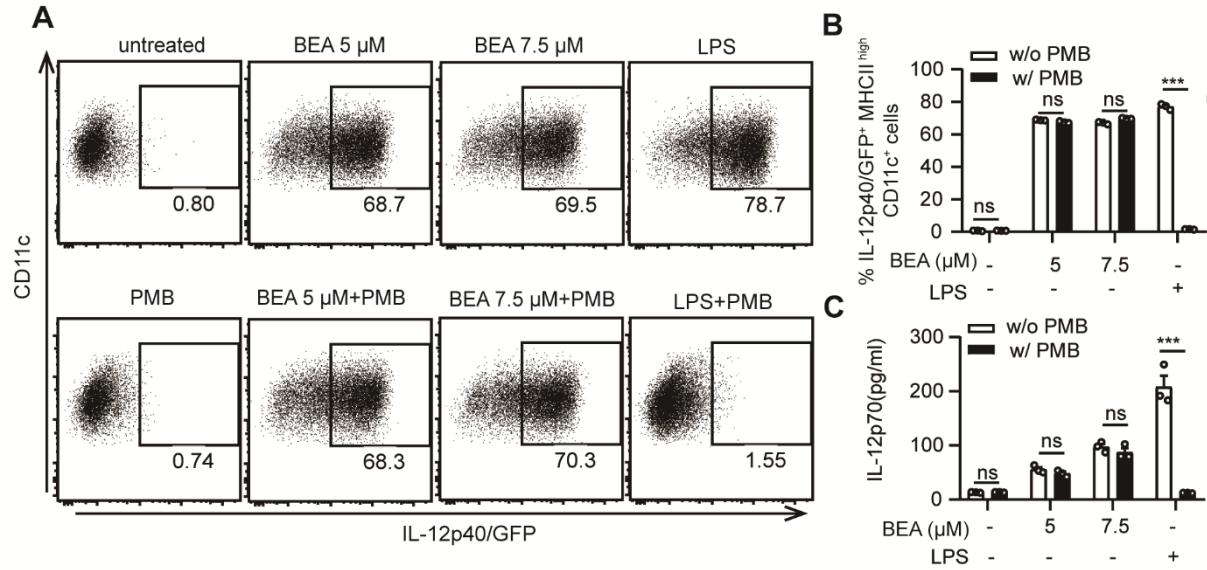 A
untreated
BEA 5 µM
BEA 7.5 µM
LPS
0.80
68.7
69.5
78.7
PMB
BEA 5 µM+PMB
BEA 7.5 µM+PMB
LPS+PMB
0.74
68.3
70.3
1.55
CD11c
IL-12p40/GFP
B
w/o PMB
w/ PMB
% IL-12p40/GFP⁺ MHCII ʰⁱᵍʰ
CD11c⁺ cells
100
80
60
40
20
0
ns
ns
ns
***
BEA (µM) - 5 7.5 -
LPS - - - +
C
w/o PMB
w/ PMB
IL-12p70(pg/ml)
300
200
100
0
ns
ns
ns
***
BEA (µM) - 5 7.5 -
LPS - - - +